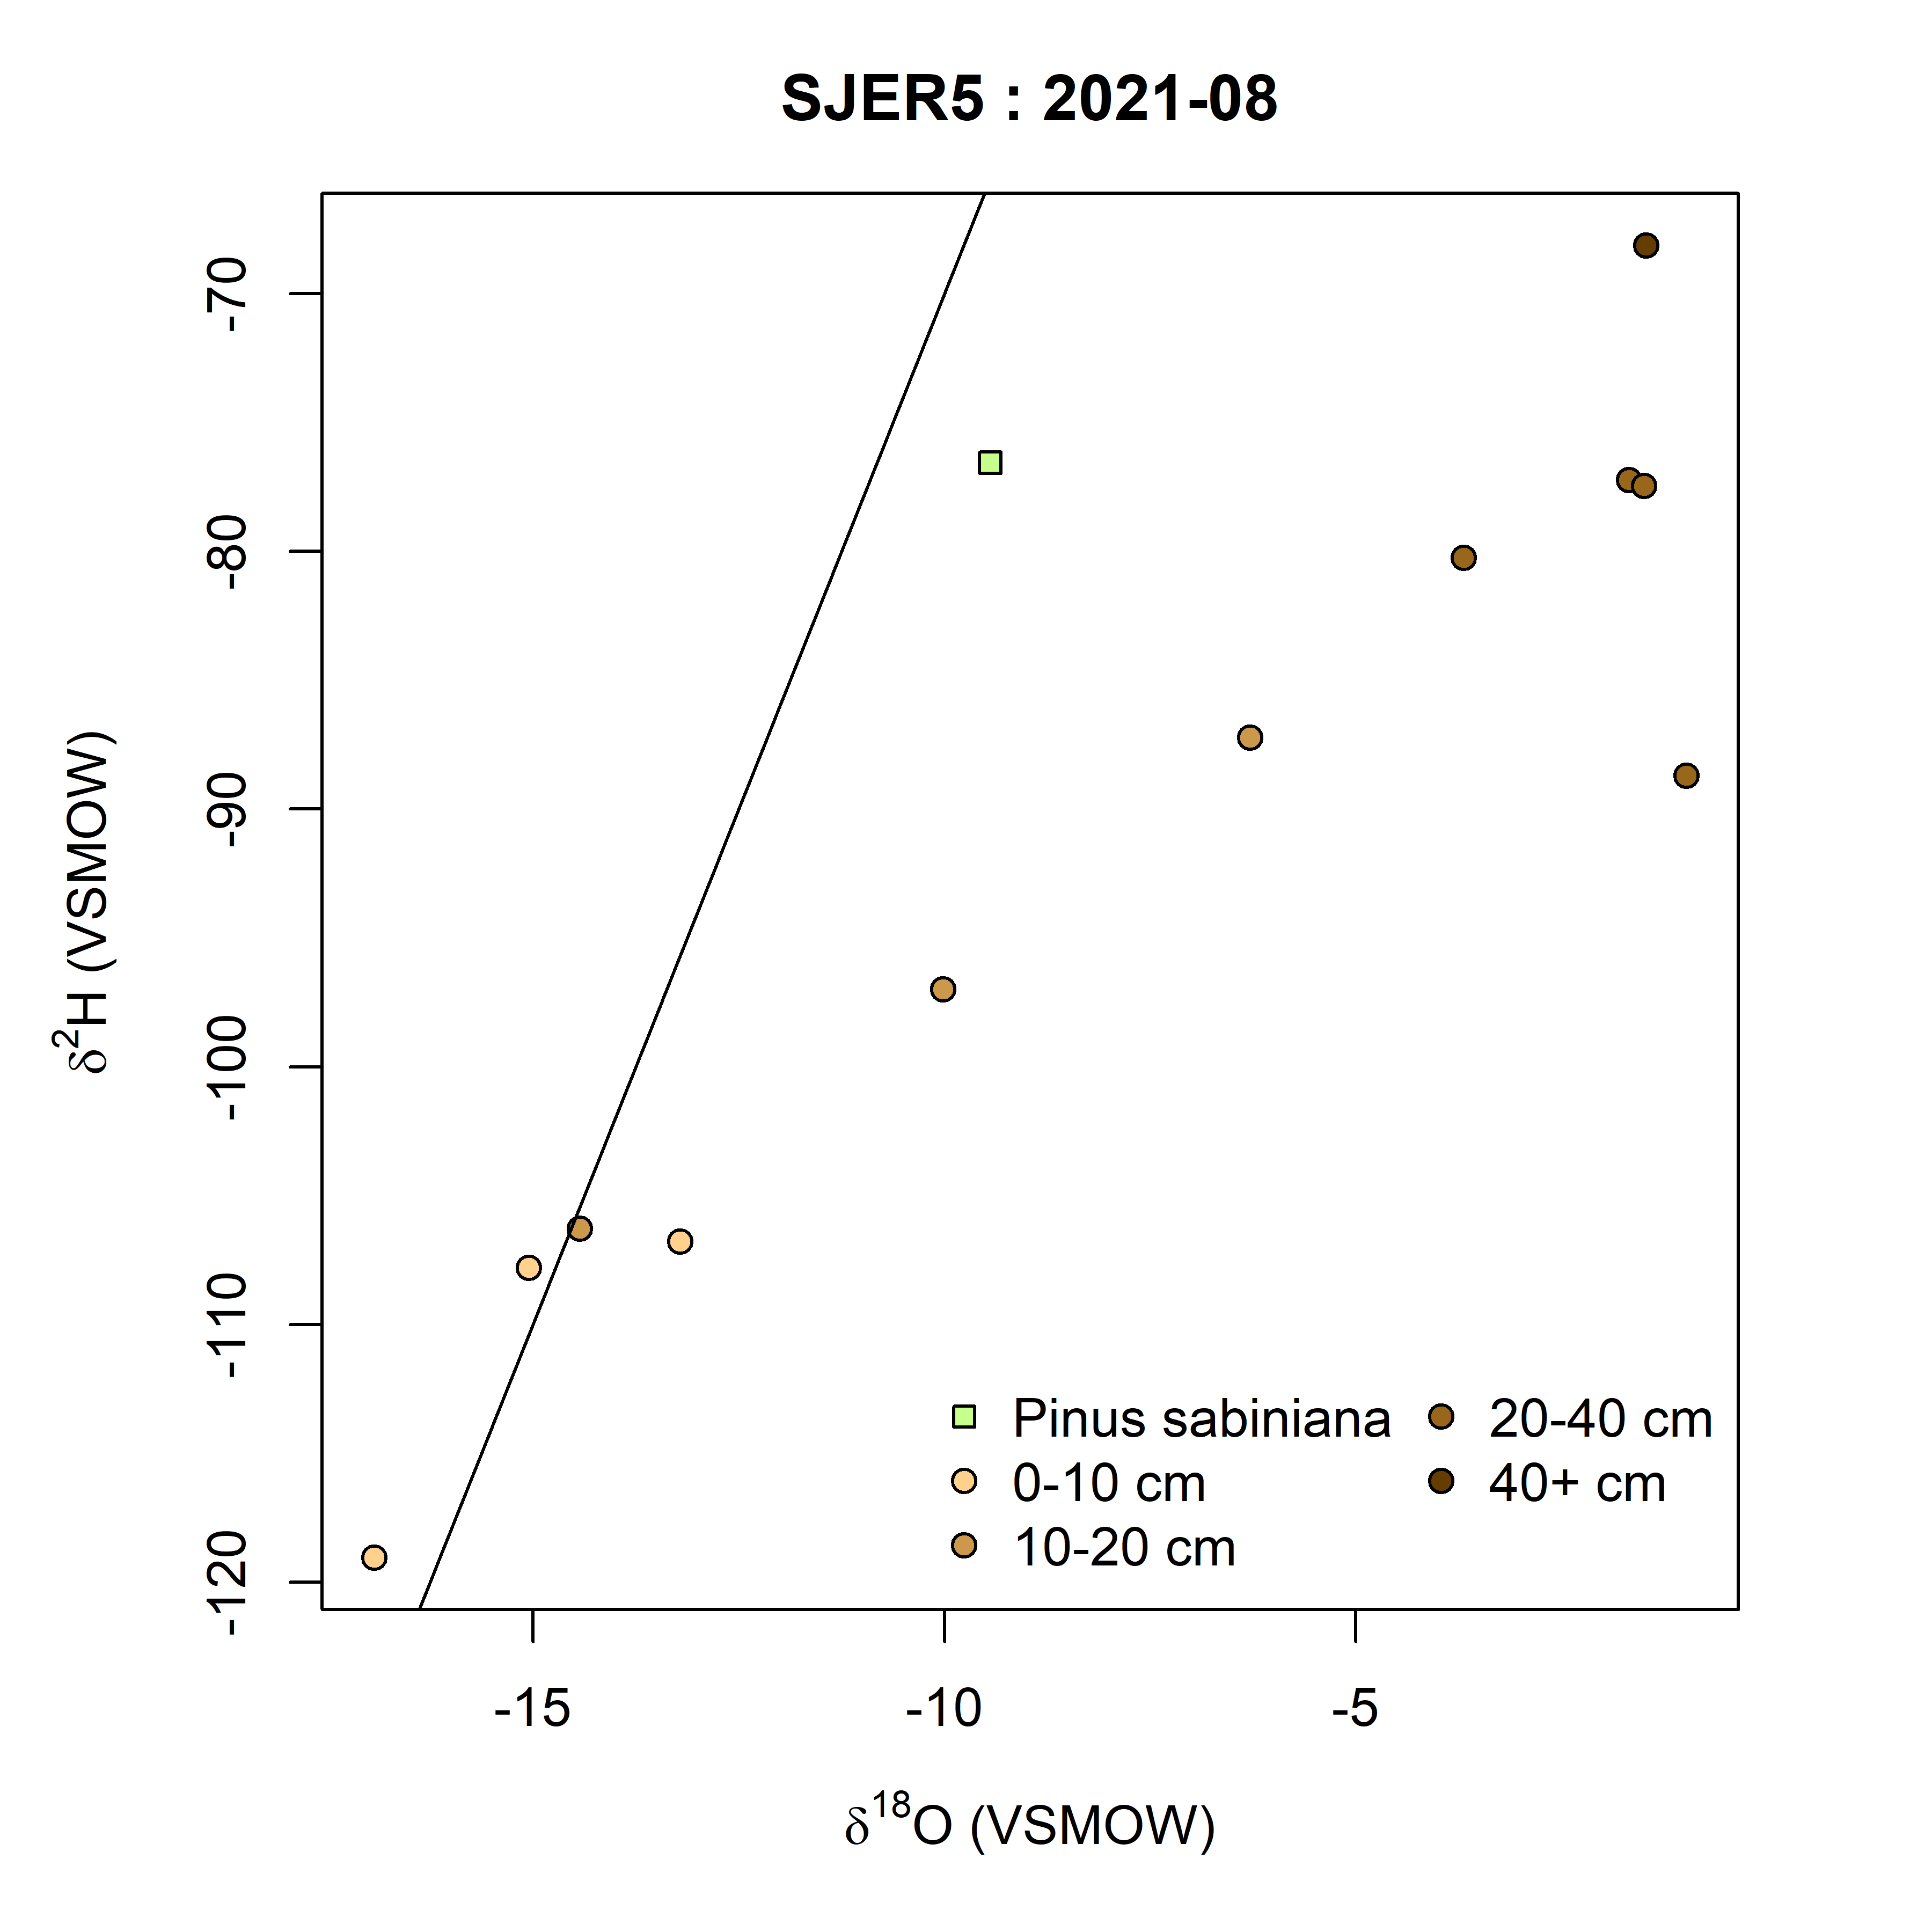 SJER5 : 2021-08
-70
-80
-90
-100
-110
-120
δ²H (VSMOW)
Pinus sabiniana
0-10 cm
10-20 cm
20-40 cm
40+ cm
-15 -10 -5
δ¹⁸O (VSMOW)